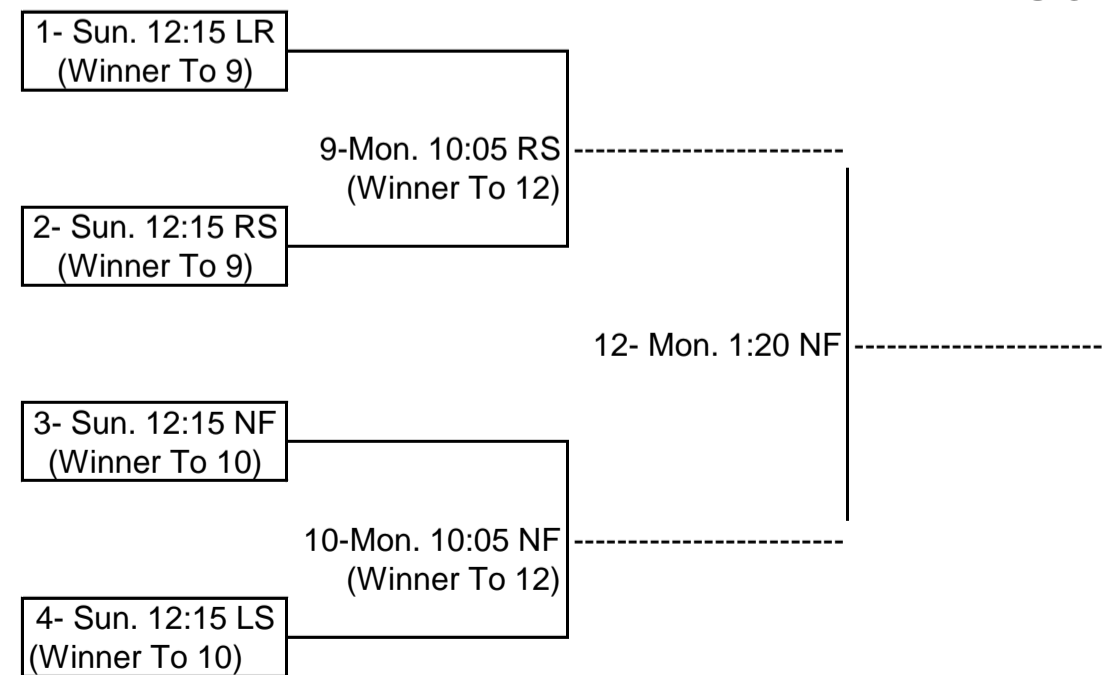 1- Sun. 12:15 LR
(Winner To 9)
9-Mon. 10:05 RS
(Winner To 12)
2- Sun. 12:15 RS
(Winner To 9)
12- Mon. 1:20 NF
3- Sun. 12:15 NF
(Winner To 10)
10-Mon. 10:05 NF
(Winner To 12)
4- Sun. 12:15 LS
(Winner To 10)